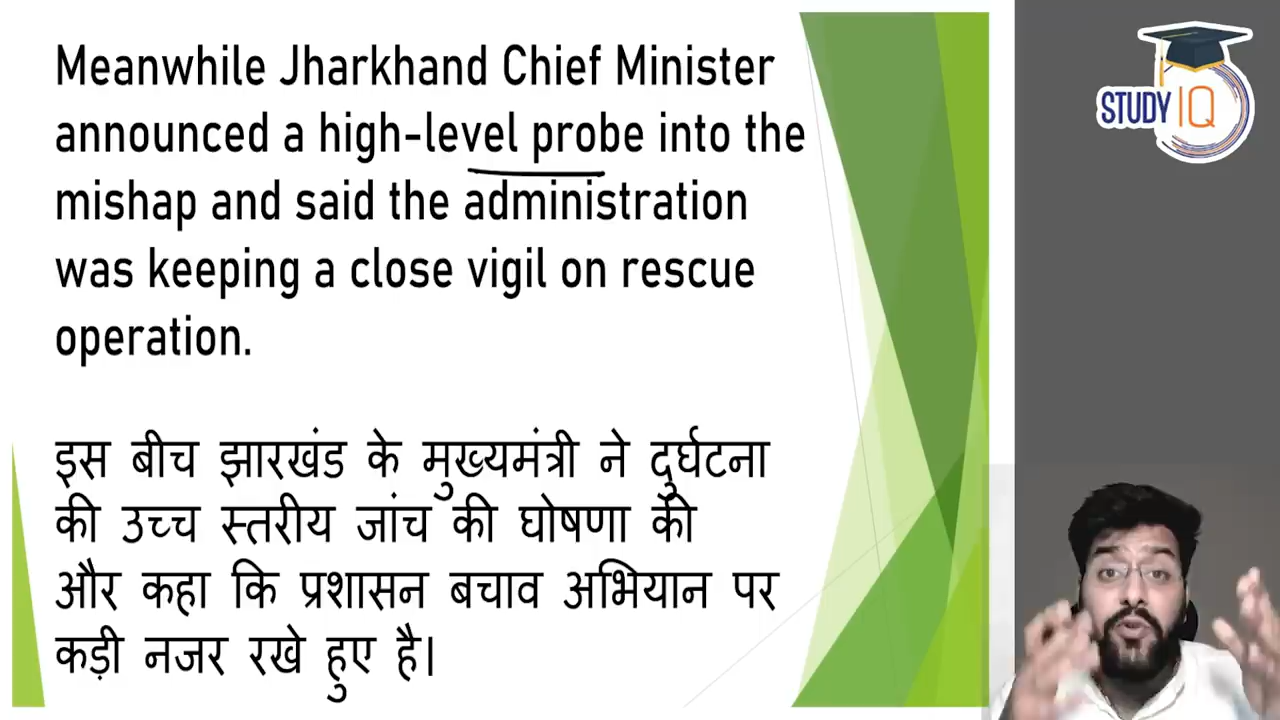 Meanwhile Jharkhand Chief Minister
announced a high-level probe into the
mishap and said the administration
was keeping a close vigil on rescue
operation.
इस बीच झारखंड के मुख्यमंत्री ने दुर्घटना
की उच्च स्तरीय जांच की घोषणा की
और कहा कि प्रशासन बचाव अभियान पर
कड़ी नजर रखे हुए है।
STUDY IQ